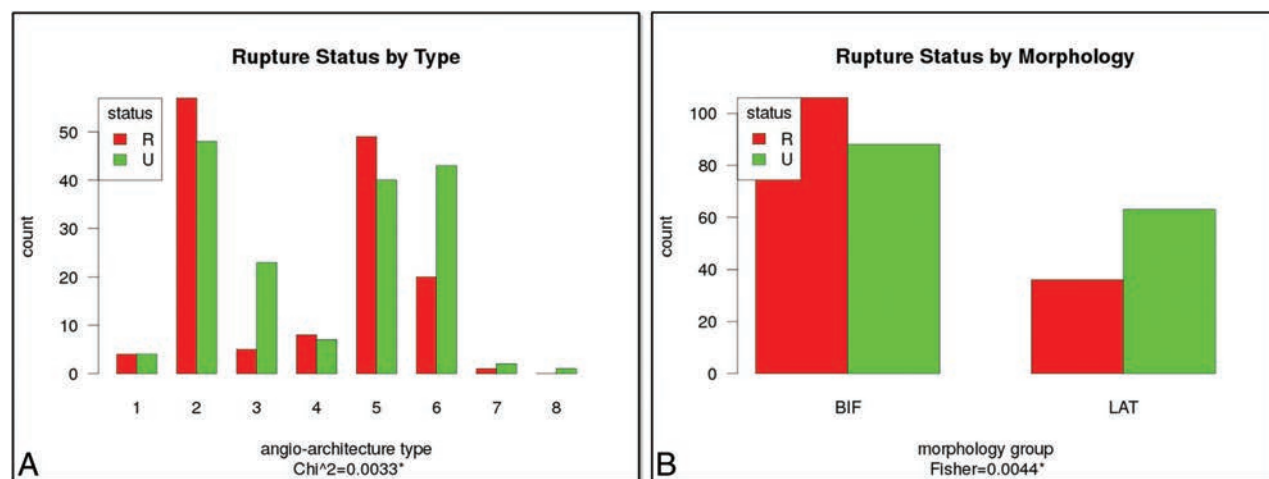 Rupture Status by Type
status
R
U
count
50
40
30
20
10
0
1 2 3 4 5 6 7 8
angio-architecture type
Chi^2=0.0033*
A
Rupture Status by Morphology
status
R
U
count
100
80
60
40
20
0
BIF LAT
morphology group
Fisher=0.0044*
B